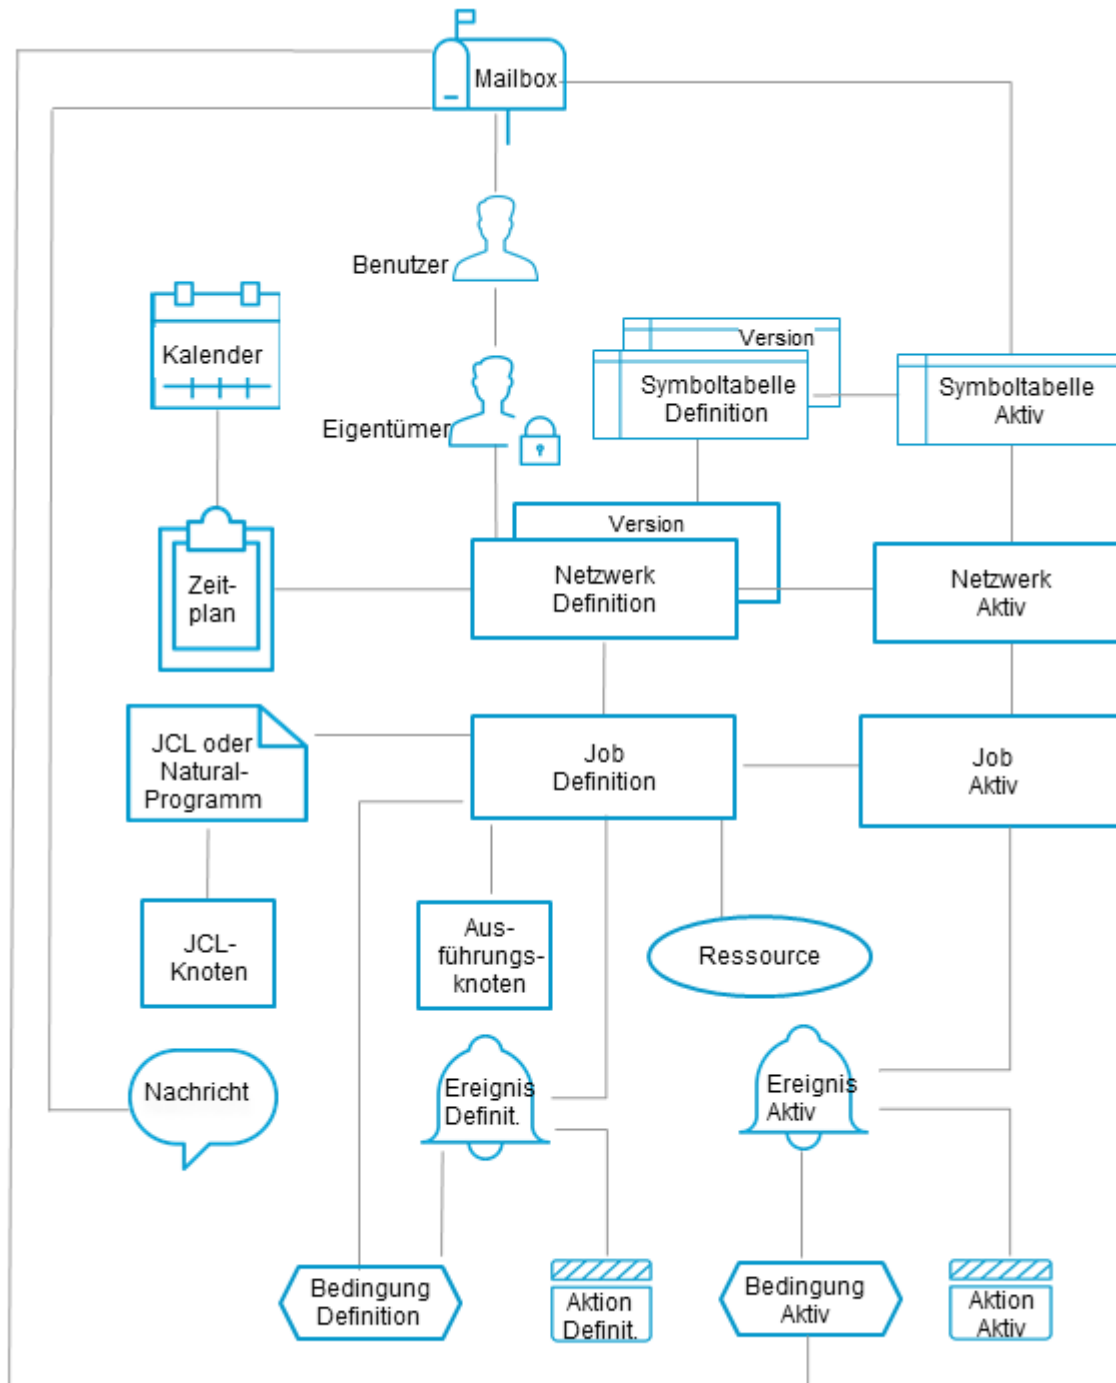 Mailbox
Benutzer
Kalender
Version
Symboltabelle
Definition
Symboltabelle
Aktiv
Eigentümer
Version
Zeit-
plan
Netzwerk
Definition
Netzwerk
Aktiv
JCL oder
Natural-
Programm
Job
Definition
Job
Aktiv
JCL-
Knoten
Aus-
führungs-
knoten
Ressource
Nachricht
Ereignis
Definit.
Ereignis
Aktiv
Bedingung
Definition
Aktion
Definit.
Bedingung
Aktiv
Aktion
Aktiv